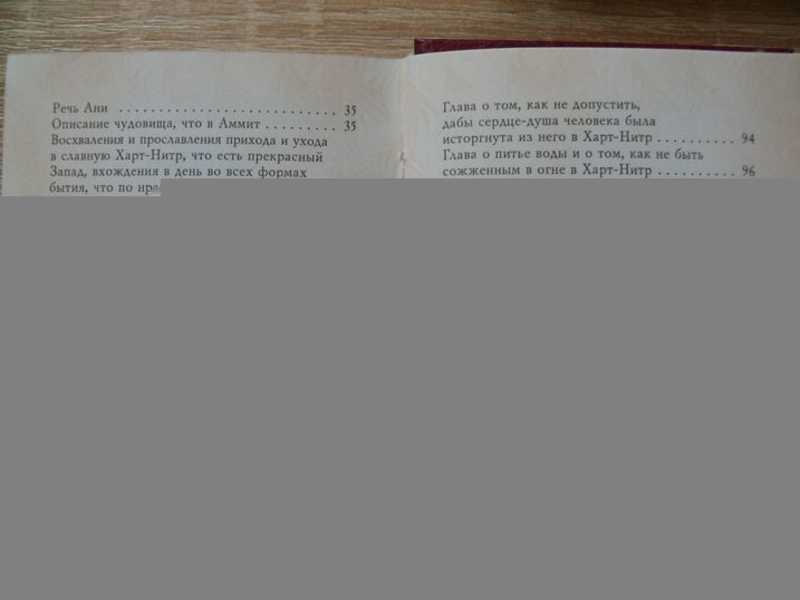 Речь Ани . . . . . . . . . . . . . . . . . . . . . . . . . . . . 35
Описание чудовища, что в Аммит . . . . . . . . . 35
Восхваления и прославления прихода и ухода
в славную Харт-Нитр, что есть прекрасный
Запад, вхождения в день во всех формах
бытия, что по
Глава о том, как не допустить,
дабы сердце-душа человека была
исторгнута из него в Харт-Нитр . . . . . . . . . . 94
Глава о питье воды и о том, как не быть
сожженным в огне в Харт-Нитр . . . . . . . . . . 96